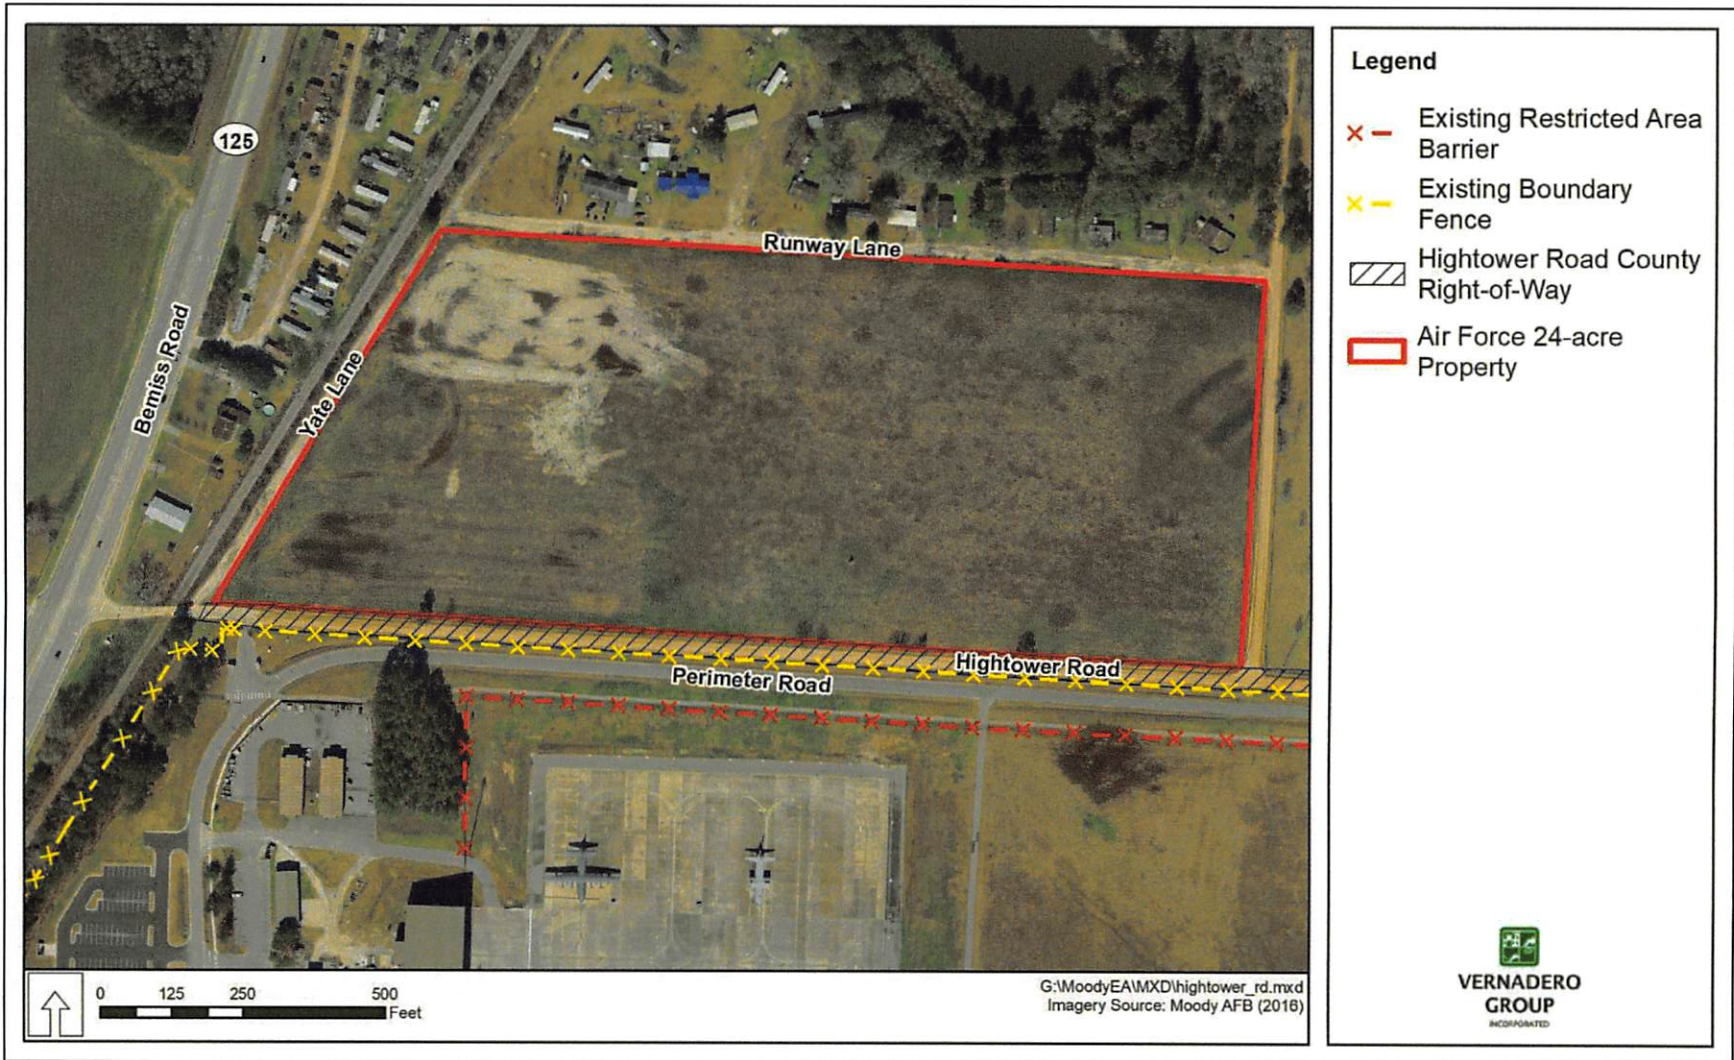 125
Bemiss Road
Yate Lane
Runway Lane
Hightower Road
Perimeter Road
0 125 250 500
Feet
G:\MoodyEA\MXD\hightower_rd.mxd
Imagery Source: Moody AFB (2016)
Legend
Existing Restricted Area
Barrier
Existing Boundary
Fence
Hightower Road County
Right-of-Way
Air Force 24-acre
Property
VERNADERO
GROUP
INCORPORATED